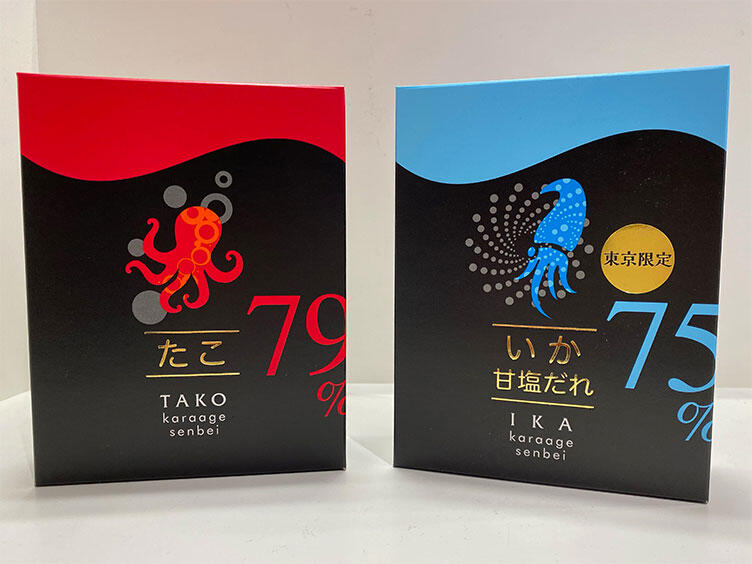 たこ
79%
TAKO
karaage
senbei
東京限定
いか
甘塩だれ
75%
IKA
karaage
senbei